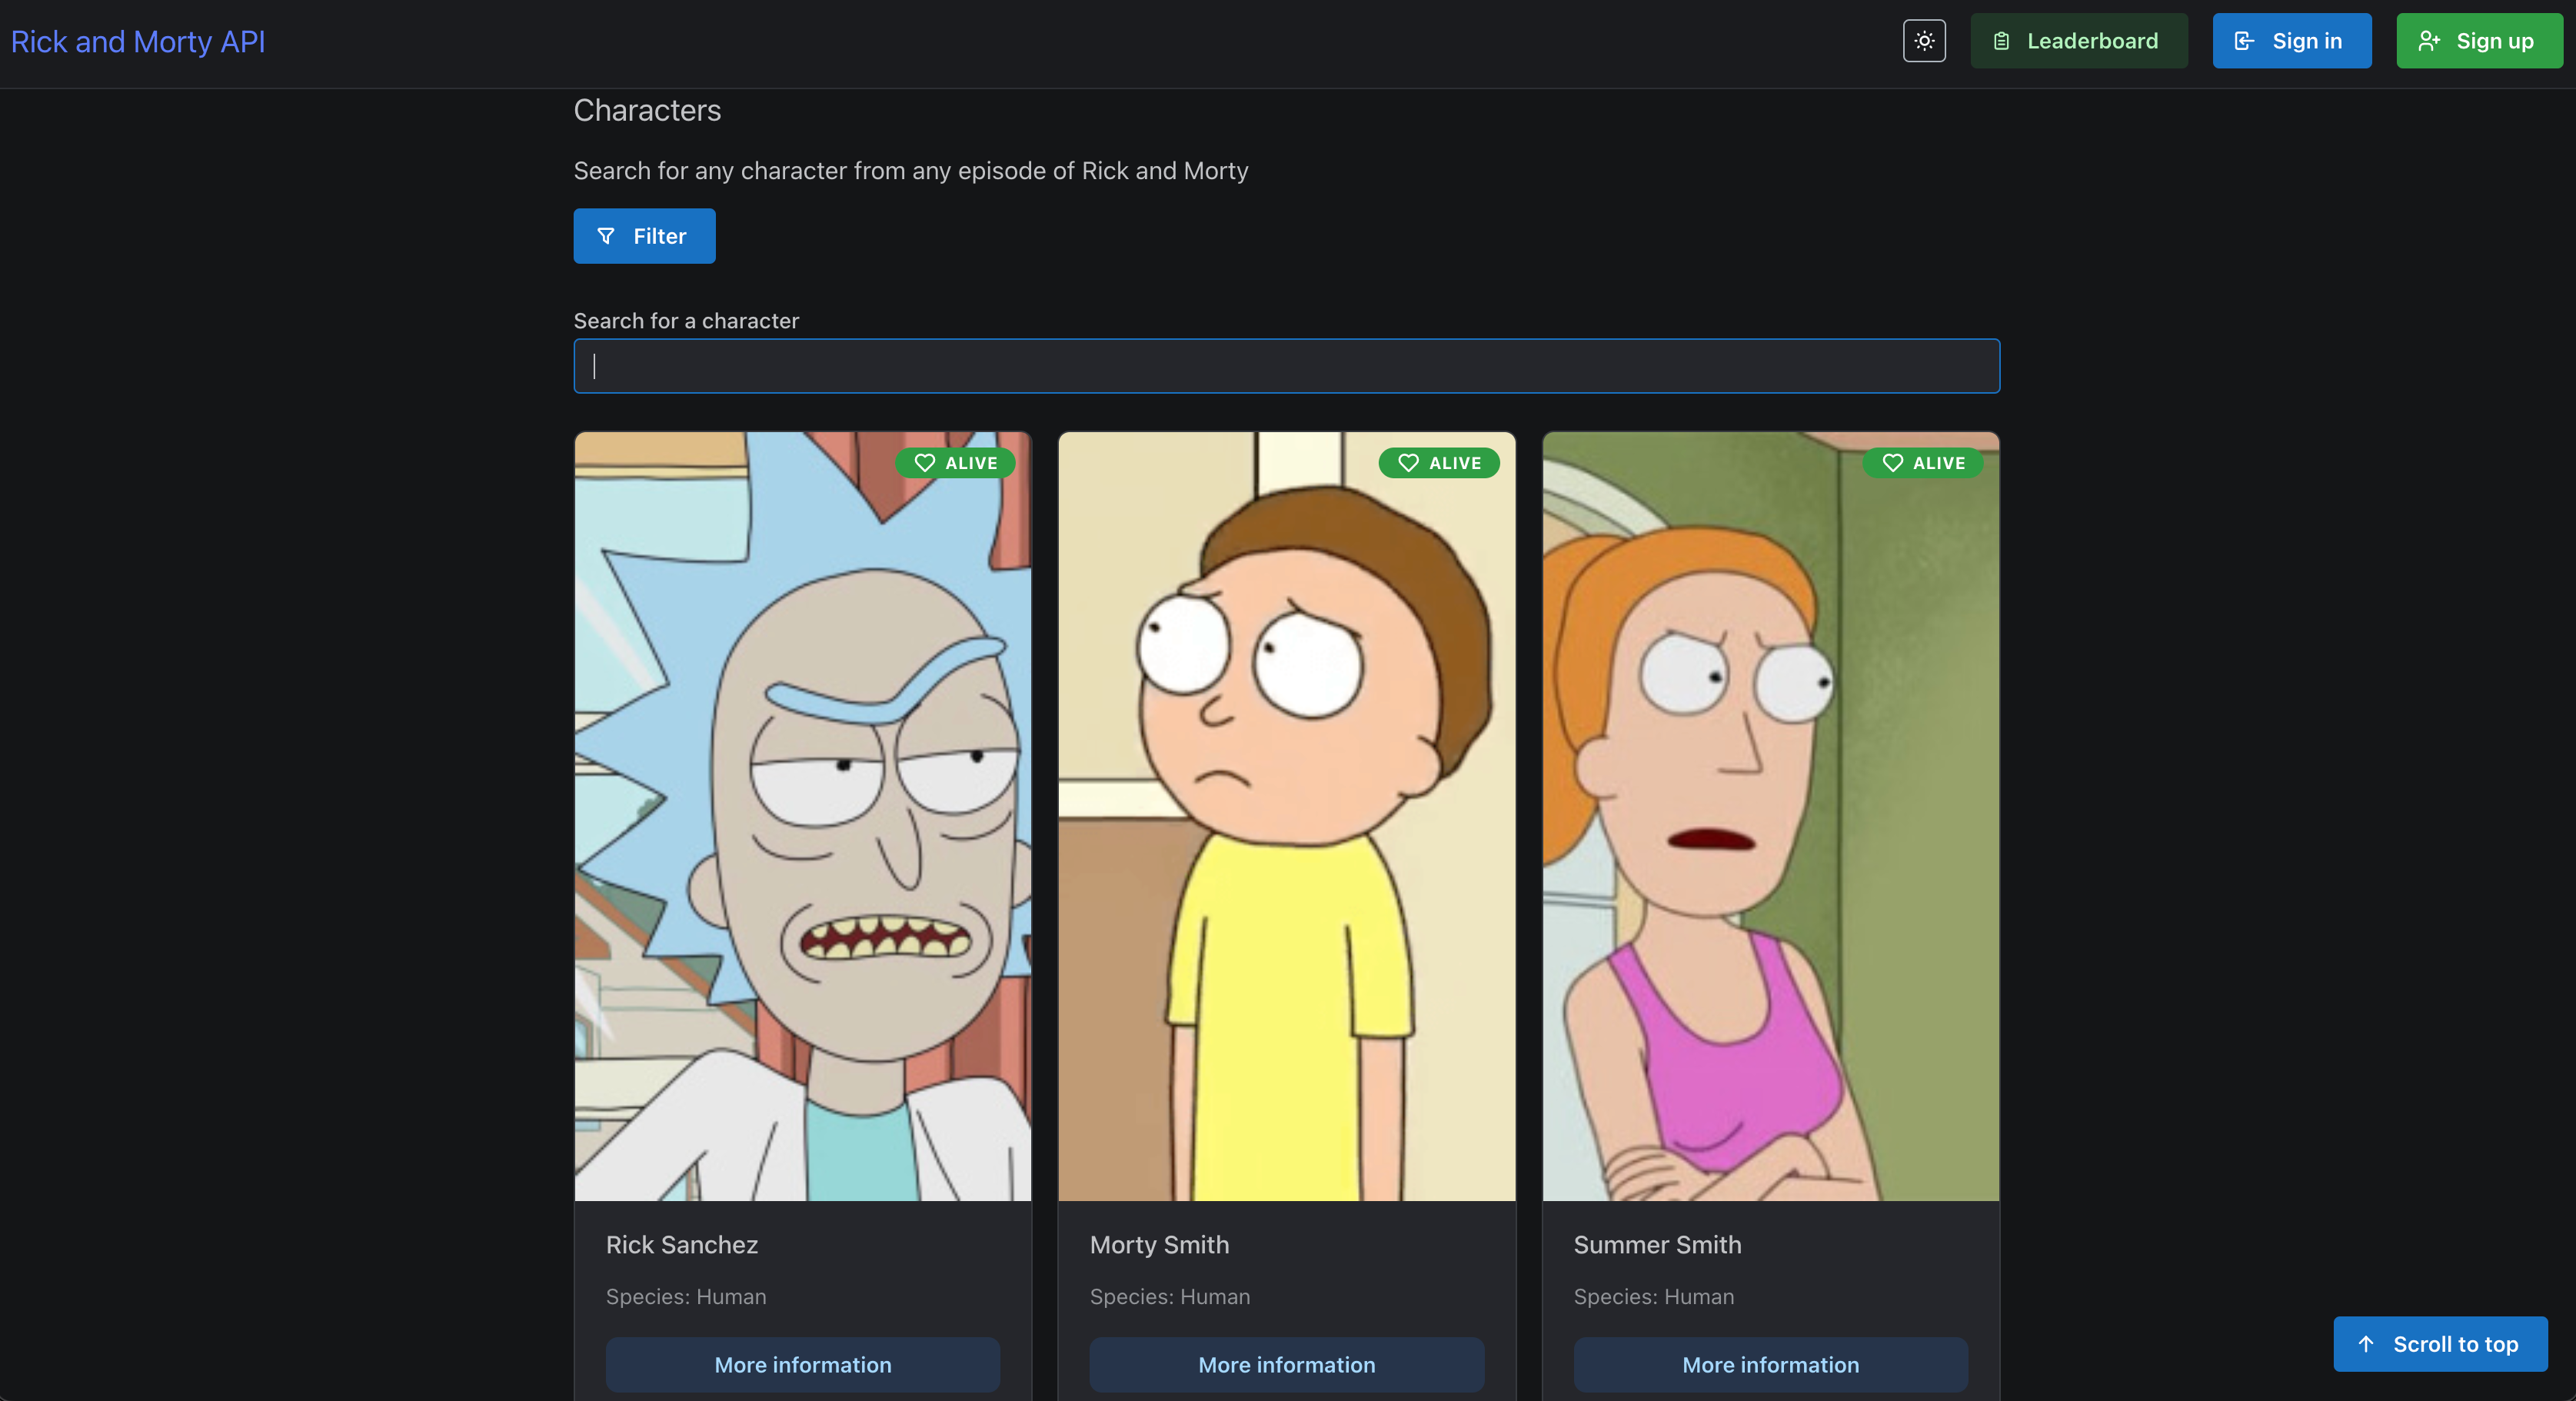 Rick and Morty API
Leaderboard
Sign in
Sign up
Characters
Search for any character from any episode of Rick and Morty
Filter
Search for a character
ALIVE
ALIVE
ALIVE
Rick Sanchez
Species: Human
More information
Morty Smith
Species: Human
More information
Summer Smith
Species: Human
More information
Scroll to top